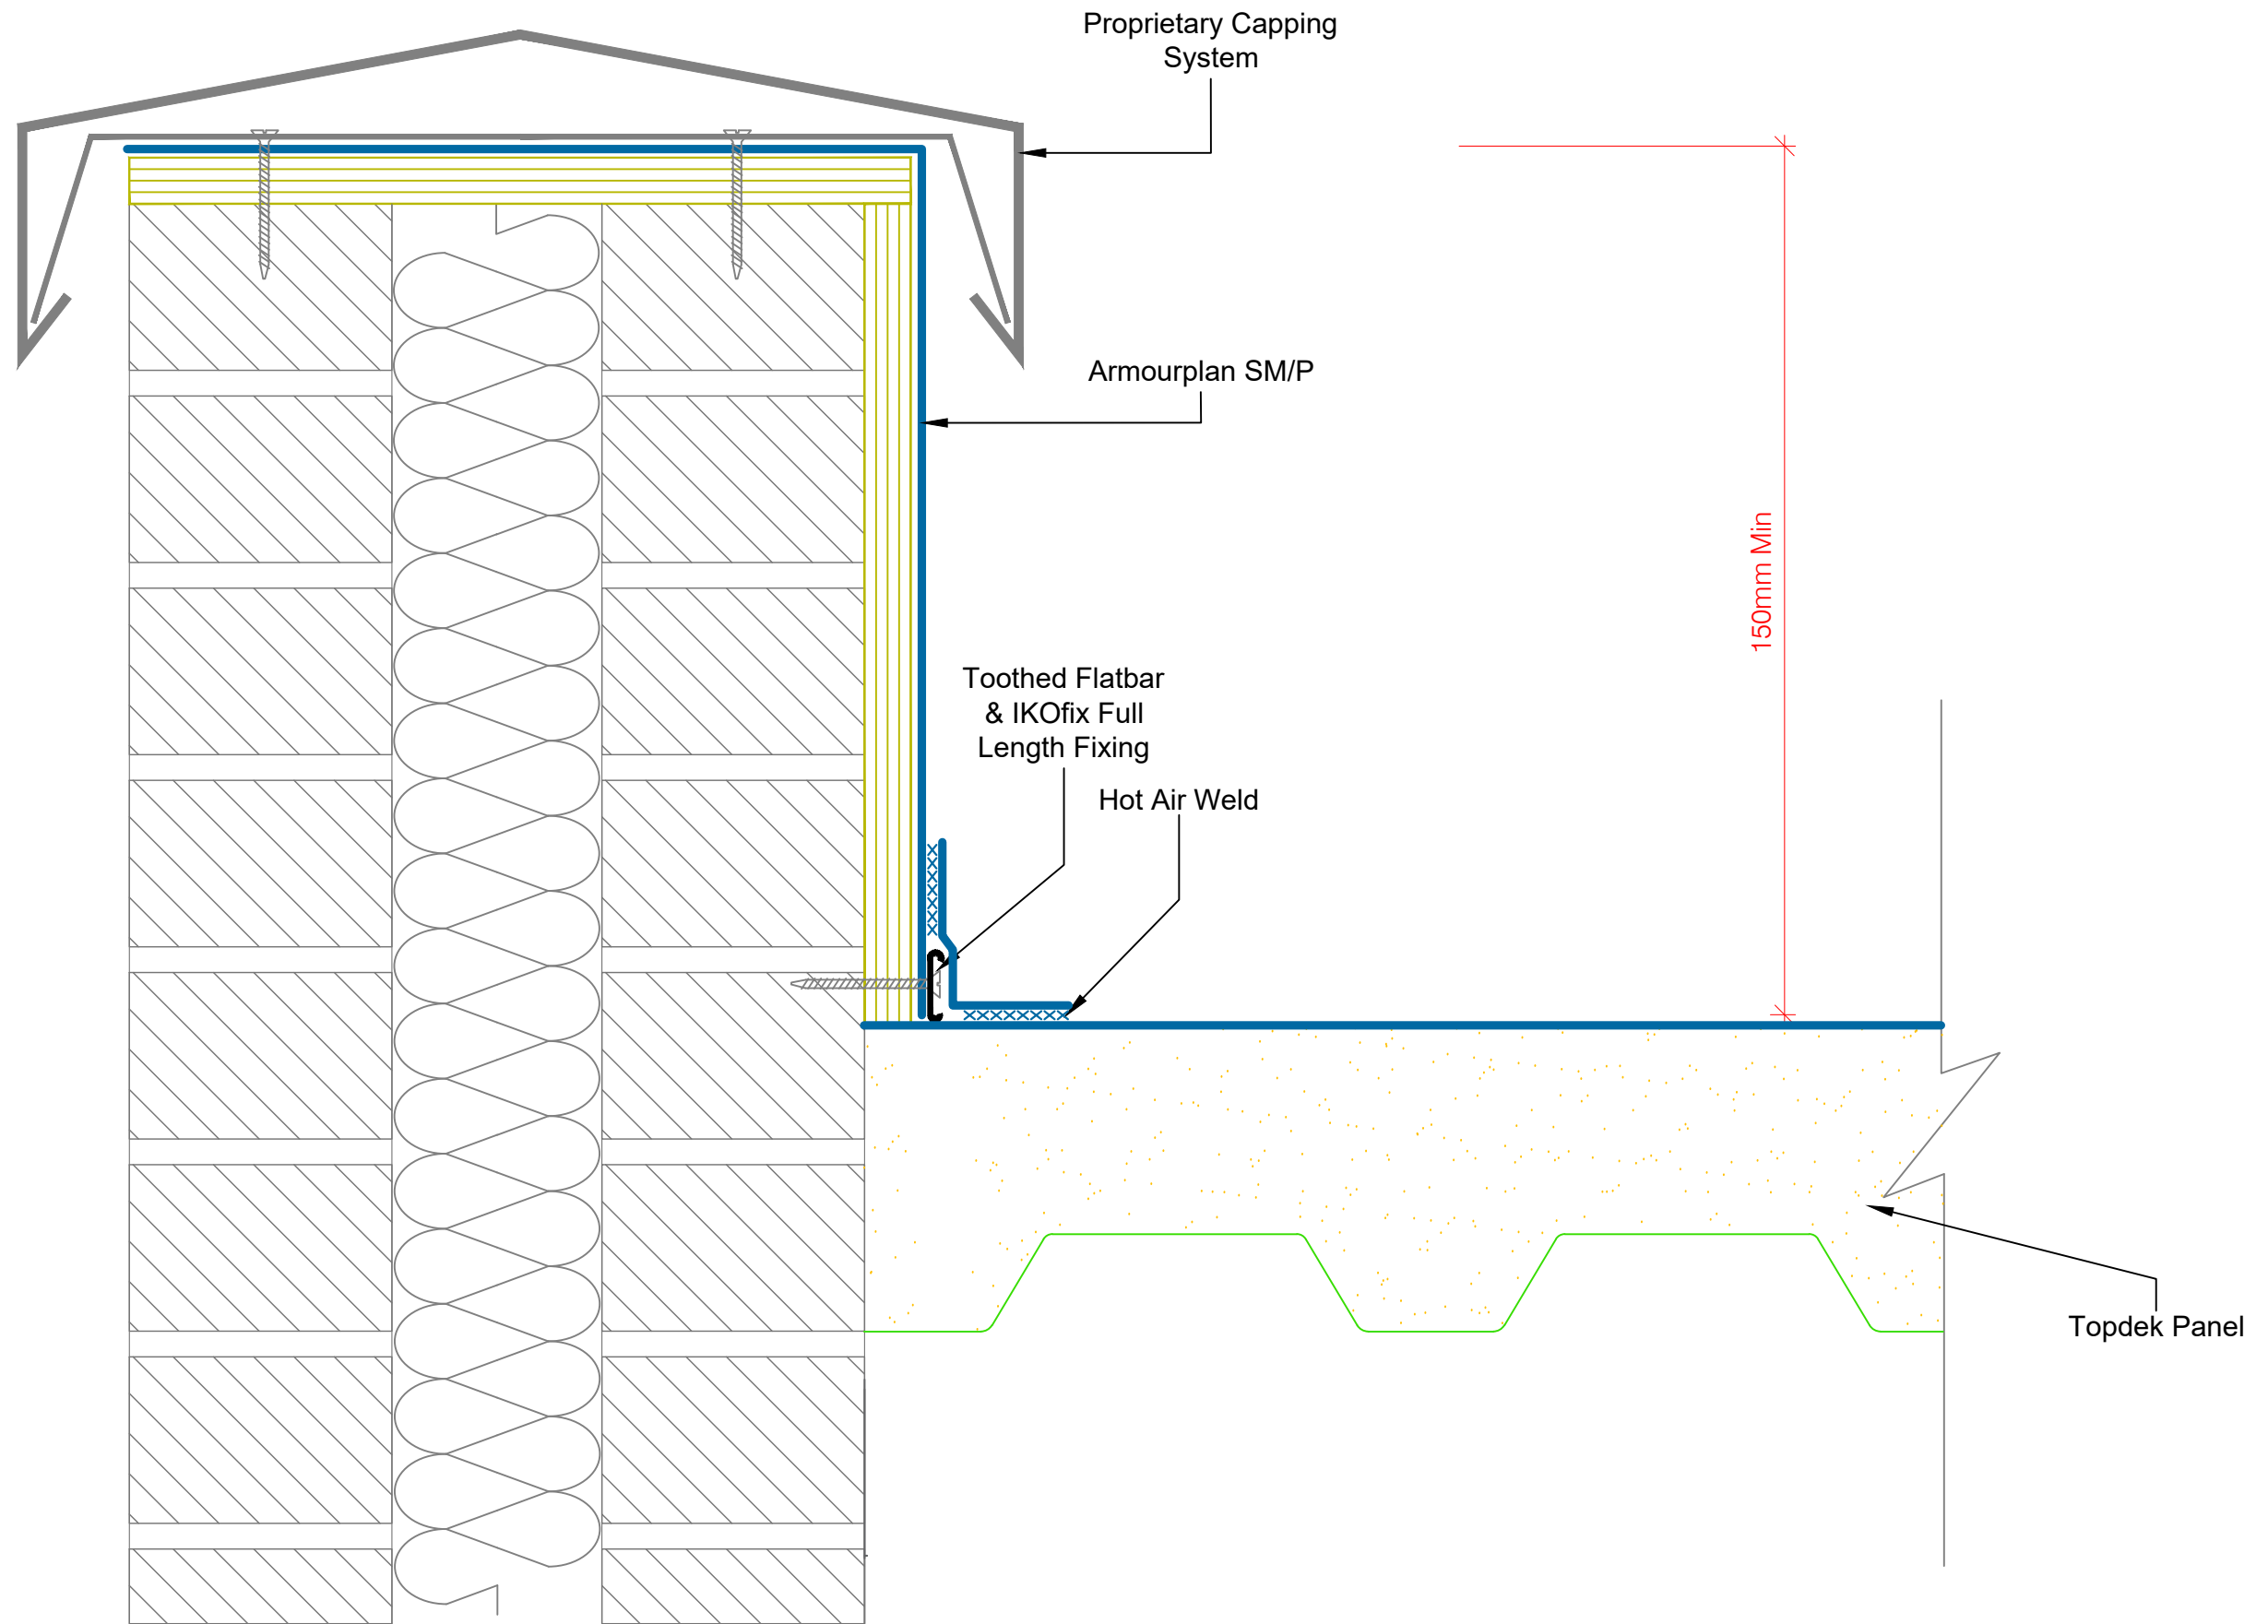 Proprietary Capping
System
Armourplan SM/P
150mm Min
Toothed Flatbar
& IKOfix Full
Length Fixing
Hot Air Weld
Topdek Panel